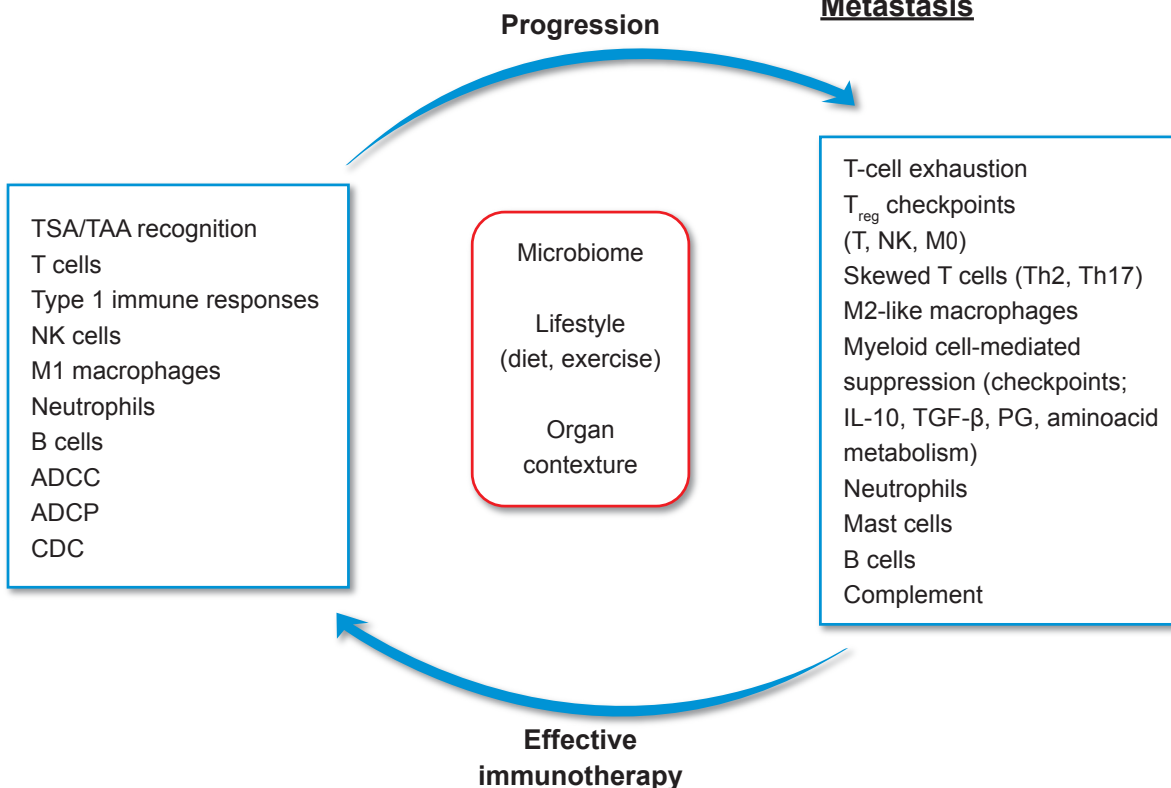 Metastasis
Progression
TSA/TAA recognition
T cells
Type 1 immune responses
NK cells
M1 macrophages
Neutrophils
B cells
ADCC
ADCP
CDC
Microbiome
Lifestyle
(diet, exercise)
Organ
contexture
T-cell exhaustion
Treg checkpoints
(T, NK, M0)
Skewed T cells (Th2, Th17)
M2-like macrophages
Myeloid cell-mediated
suppression (checkpoints;
IL-10, TGF-β, PG, aminoacid
metabolism)
Neutrophils
Mast cells
B cells
Complement
Effective
immunotherapy